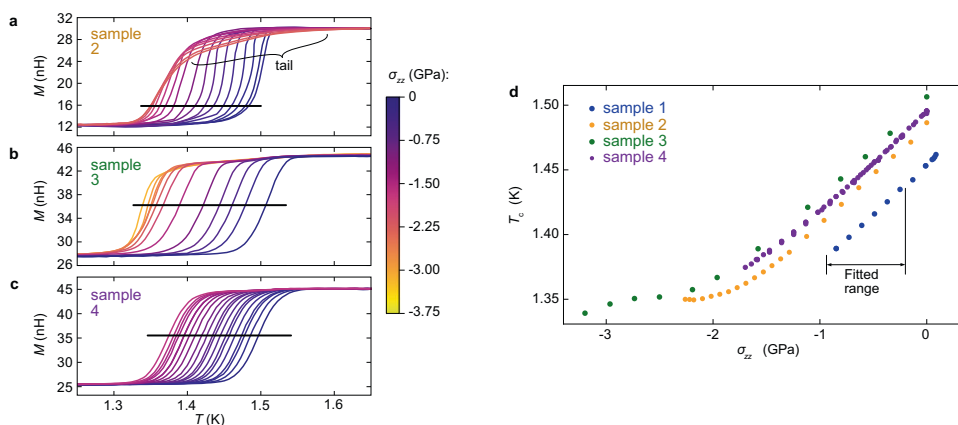 a
sample
2
tail
M (nH)
32
28
24
20
16
12
b
sample
3
M (nH)
46
42
38
34
30
26
c
sample
4
M (nH)
45
40
35
30
25
1.3
1.4
1.5
1.6
T (K)
σzz (GPa):
0
-0.75
-1.50
-2.25
-3.00
-3.75
d
sample 1
sample 2
sample 3
sample 4
Fitted
range
Tc (K)
1.50
1.45
1.40
1.35
−3
−2
−1
0
σzz (GPa)